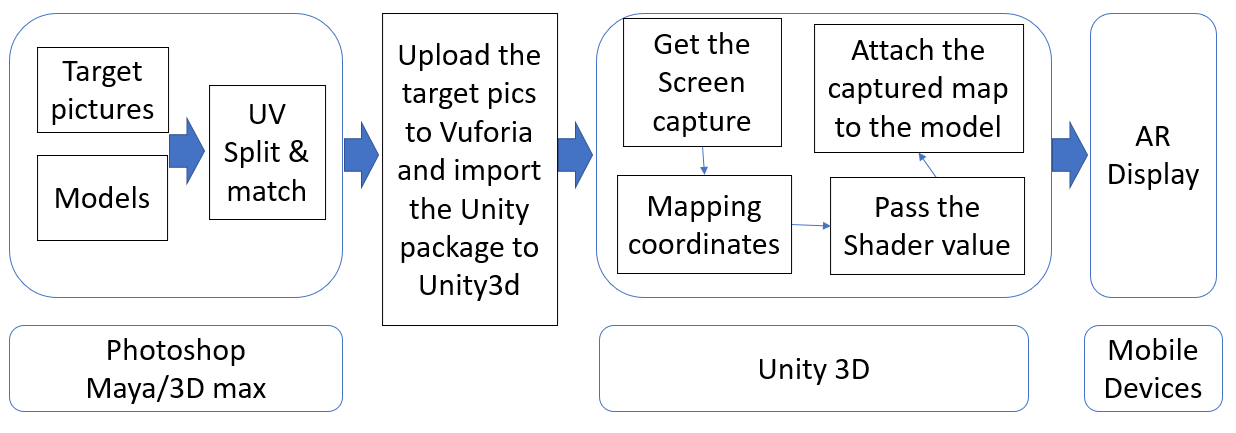 Target
pictures
Models
UV
Split &
match
Upload the
target pics
to Vuforia
and import
the Unity
package to
Unity3d
Get the
Screen
capture
Mapping
coordinates
Pass the
Shader value
Attach the
captured map
to the model
AR
Display
Photoshop
Maya/3D max
Unity 3D
Mobile
Devices